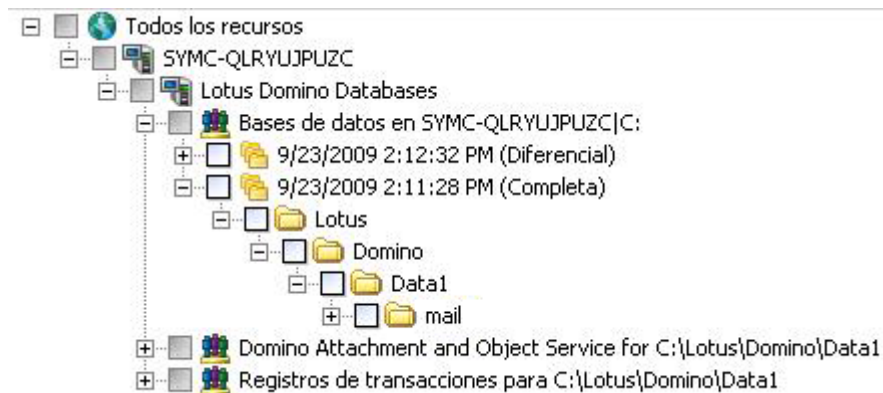 Todos los recursos
SYMC-QLRYUJPUZC
Lotus Domino Databases
Bases de datos en SYMC-QLRYUJPUZC|C:
9/23/2009 2:12:32 PM (Diferencial)
9/23/2009 2:11:28 PM (Completa)
Lotus
Domino
Data1
mail
Domino Attachment and Object Service for C:\Lotus\Domino\Data1
Registros de transacciones para C:\Lotus\Domino\Data1